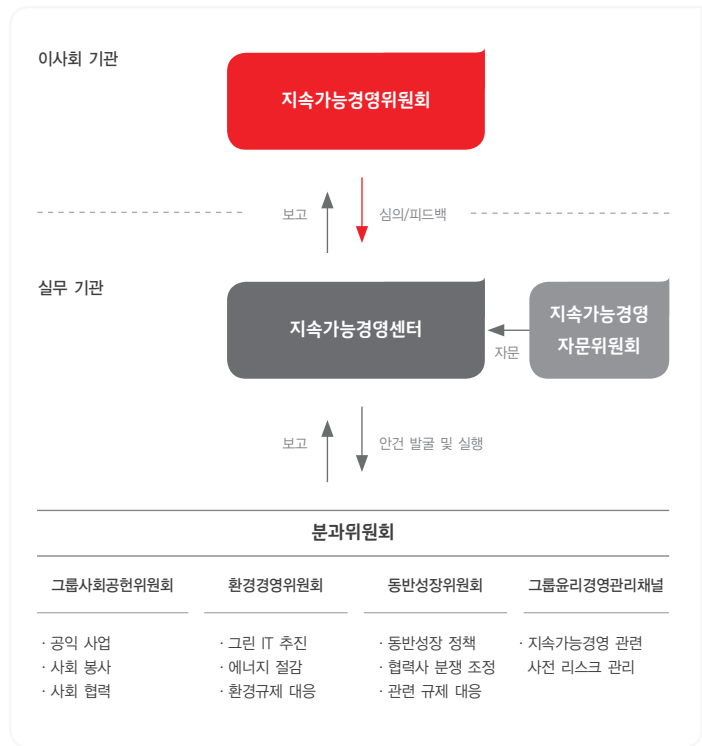 이사회 기관
지속가능경영위원회
보고
심의/피드백
실무 기관
지속가능경영센터
지속가능경영
자문위원회
자문
보고
안건 발굴 및 실행
분과위원회
그룹사회공헌위원회
환경경영위원회
동반성장위원회
그룹윤리경영관리채널
· 공익 사업
· 사회 봉사
· 사회 협력
· 그린 IT 추진
· 에너지 절감
· 환경규제 대응
· 동반성장 정책
· 협력사 분쟁 조정
· 관련 규제 대응
· 지속가능경영 관련
사전 리스크 관리